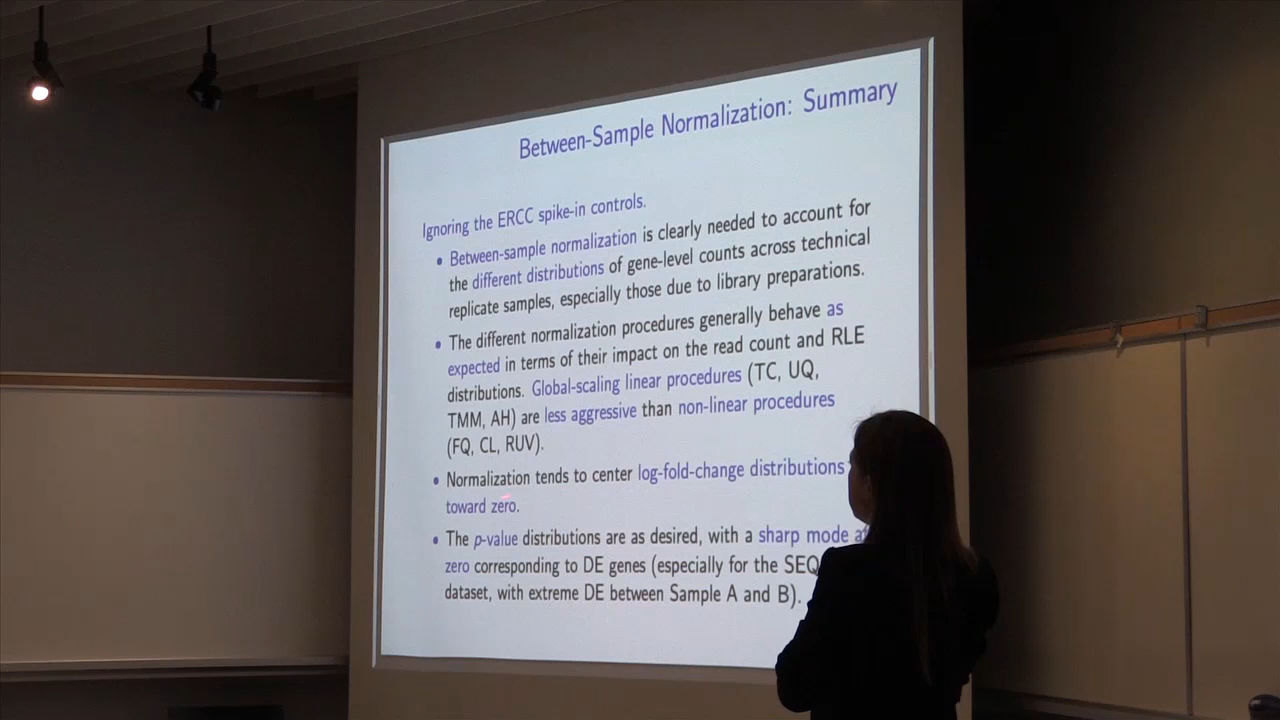 Between-Sample Normalization: Summary
Ignoring the ERCC spike-in controls.
• Between-sample normalization is clearly needed to account for
the different distributions of gene-level counts across technical
replicate samples, especially those due to library preparations.
• The different normalization procedures generally behave as
expected in terms of their impact on the read count and RLE
distributions. Global-scaling linear procedures (TC, UQ,
TMM, AH) are less aggressive than non-linear procedures
(FQ, CL, RUV).
• Normalization tends to center log-fold-change distributions
toward zero.
• The p-value distributions are as desired, with a sharp mode at
zero corresponding to DE genes (especially for the SEQ
dataset, with extreme DE between Sample A and B).